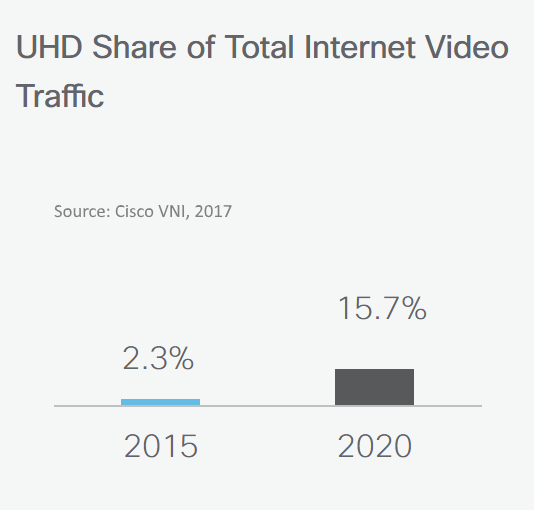 UHD Share of Total Internet Video
Traffic
Source: Cisco VNI, 2017
15.7%
2.3%
2015 2020